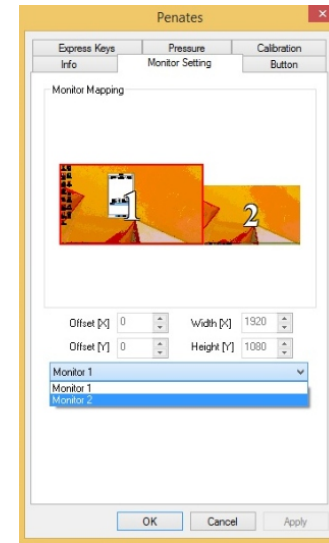 Penates
Express Keys Pressure Calibration
Info Monitor Setting Button
Monitor Mapping
1
2
Offset [X] 0 Width [X] 1920
Offset [Y] 0 Height [Y] 1080
Monitor 1
Monitor 1
Monitor 2
OK Cancel Apply